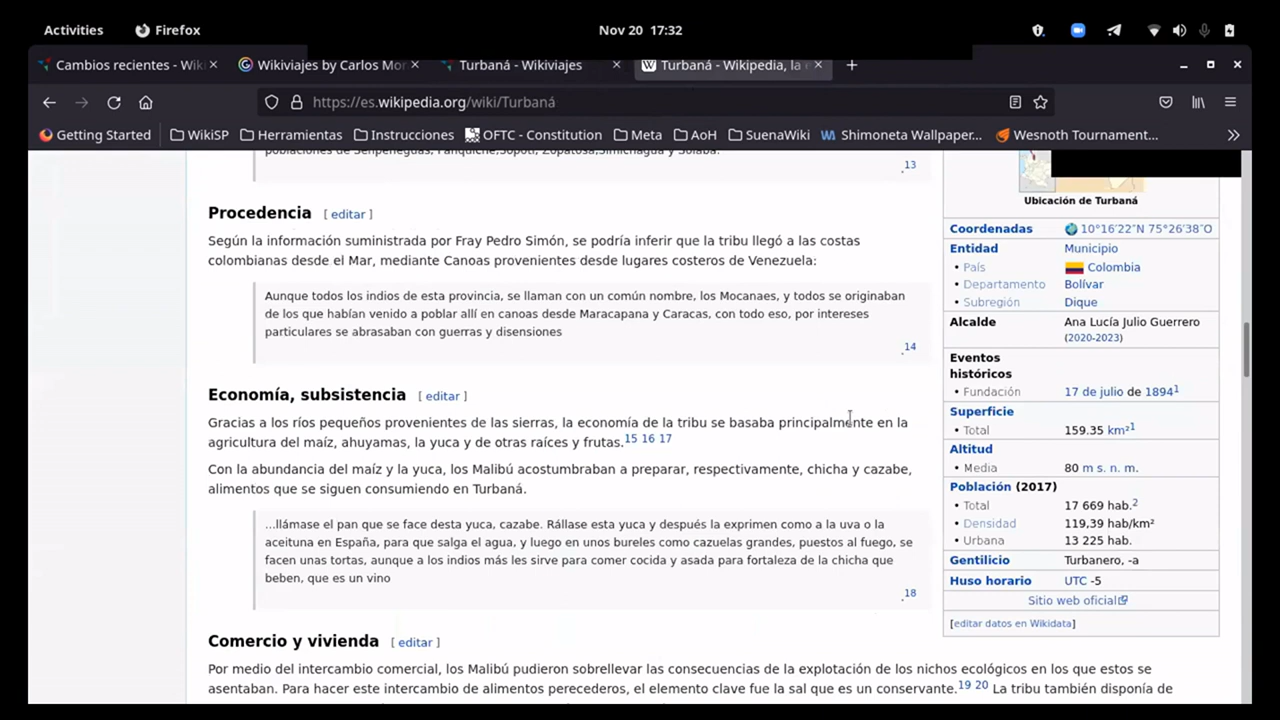 Activities
Firefox
Nov 20 17:32
Cambios recientes - Wiki
Wikiviajes by Carlos Mor
Turbaná - Wikiviajes
Turbaná - Wikipedia, la e
https://es.wikipedia.org/wiki/Turbaná
Getting Started
WikiSP
Herramientas
Instrucciones
OFTC - Constitution
Meta
AoH
SuenaWiki
Shimoneta Wallpaper...
Wesnoth Tournament...
13
Procedencia [ editar ]
Según la información suministrada por Fray Pedro Simón, se podría inferir que la tribu llegó a las costas
colombianas desde el Mar, mediante Canoas provenientes desde lugares costeros de Venezuela:
Aunque todos los indios de esta provincia, se llaman con un común nombre, los Mocanaes, y todos se originaban
de los que habían venido a poblar allí en canoas desde Maracapana y Caracas, con todo eso, por intereses
particulares se abrasaban con guerras y disensiones
.14
Economía, subsistencia [ editar ]
Gracias a los ríos pequeños provenientes de las sierras, la economía de la tribu se basaba principalmente en la
agricultura del maíz, ahuyamas, la yuca y de otras raíces y frutas.15 16 17
Con la abundancia del maíz y la yuca, los Malibú acostumbraban a preparar, respectivamente, chicha y cazabe,
alimentos que se siguen consumiendo en Turbaná.
...llámase el pan que se face desta yuca, cazabe. Rállase esta yuca y después la exprimen como a la uva o la
aceituna en España, para que salga el agua, y luego en unos bureles como cazuelas grandes, puestos al fuego, se
facen unas tortas, aunque a los indios más les sirve para comer cocida y asada para fortaleza de la chicha que
beben, que es un vino
.18
Comercio y vivienda [ editar ]
Por medio del intercambio comercial, los Malibú pudieron sobrellevar las consecuencias de la explotación de los nichos ecológicos en los que estos se
asentaban. Para hacer este intercambio de alimentos perecederos, el elemento clave fue la sal que es un conservante.19 20 La tribu también disponía de
Ubicación de Turbaná
Coordenadas 10°16′22″N 75°26′38″O
Entidad Municipio
• País Colombia
• Departamento Bolívar
• Subregión Dique
Alcalde Ana Lucía Julio Guerrero
(2020-2023)
Eventos
históricos
• Fundación 17 de julio de 1894¹
Superficie
• Total 159.35 km²¹
Altitud
• Media 80 m s. n. m.
Población (2017)
• Total 17 669 hab.²
• Densidad 119,39 hab/km²
• Urbana 13 225 hab.
Gentilicio Turbanero, -a
Huso horario UTC -5
Sitio web oficial
[editar datos en Wikidata]